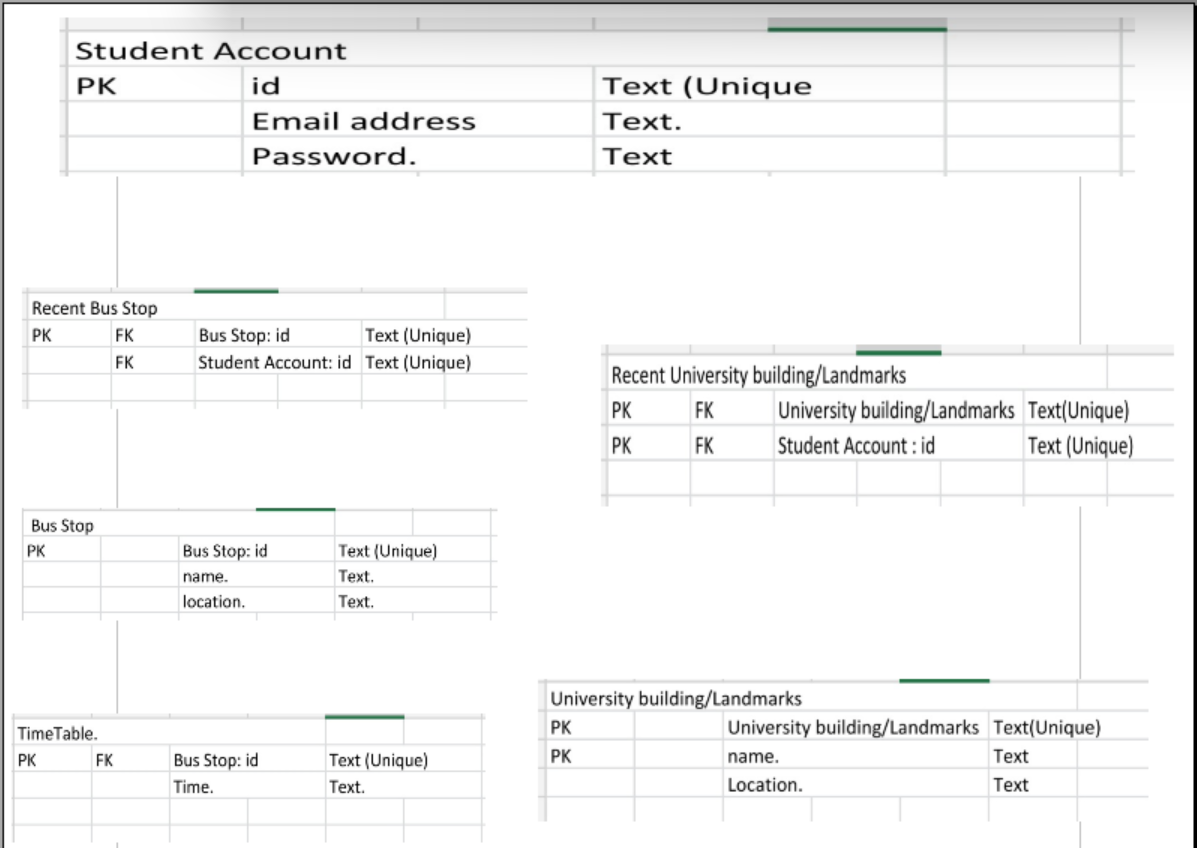 Student Account
PK id Text (Unique
Email address Text.
Password. Text
Recent Bus Stop
PK FK Bus Stop: id Text (Unique)
FK Student Account: id Text (Unique)
Recent University building/Landmarks
PK FK University building/Landmarks Text(Unique)
PK FK Student Account : id Text (Unique)
Bus Stop
PK Bus Stop: id Text (Unique)
name. Text.
location. Text.
University building/Landmarks
PK University building/Landmarks Text(Unique)
PK name. Text
Location. Text
TimeTable.
PK FK Bus Stop: id Text (Unique)
Time. Text.